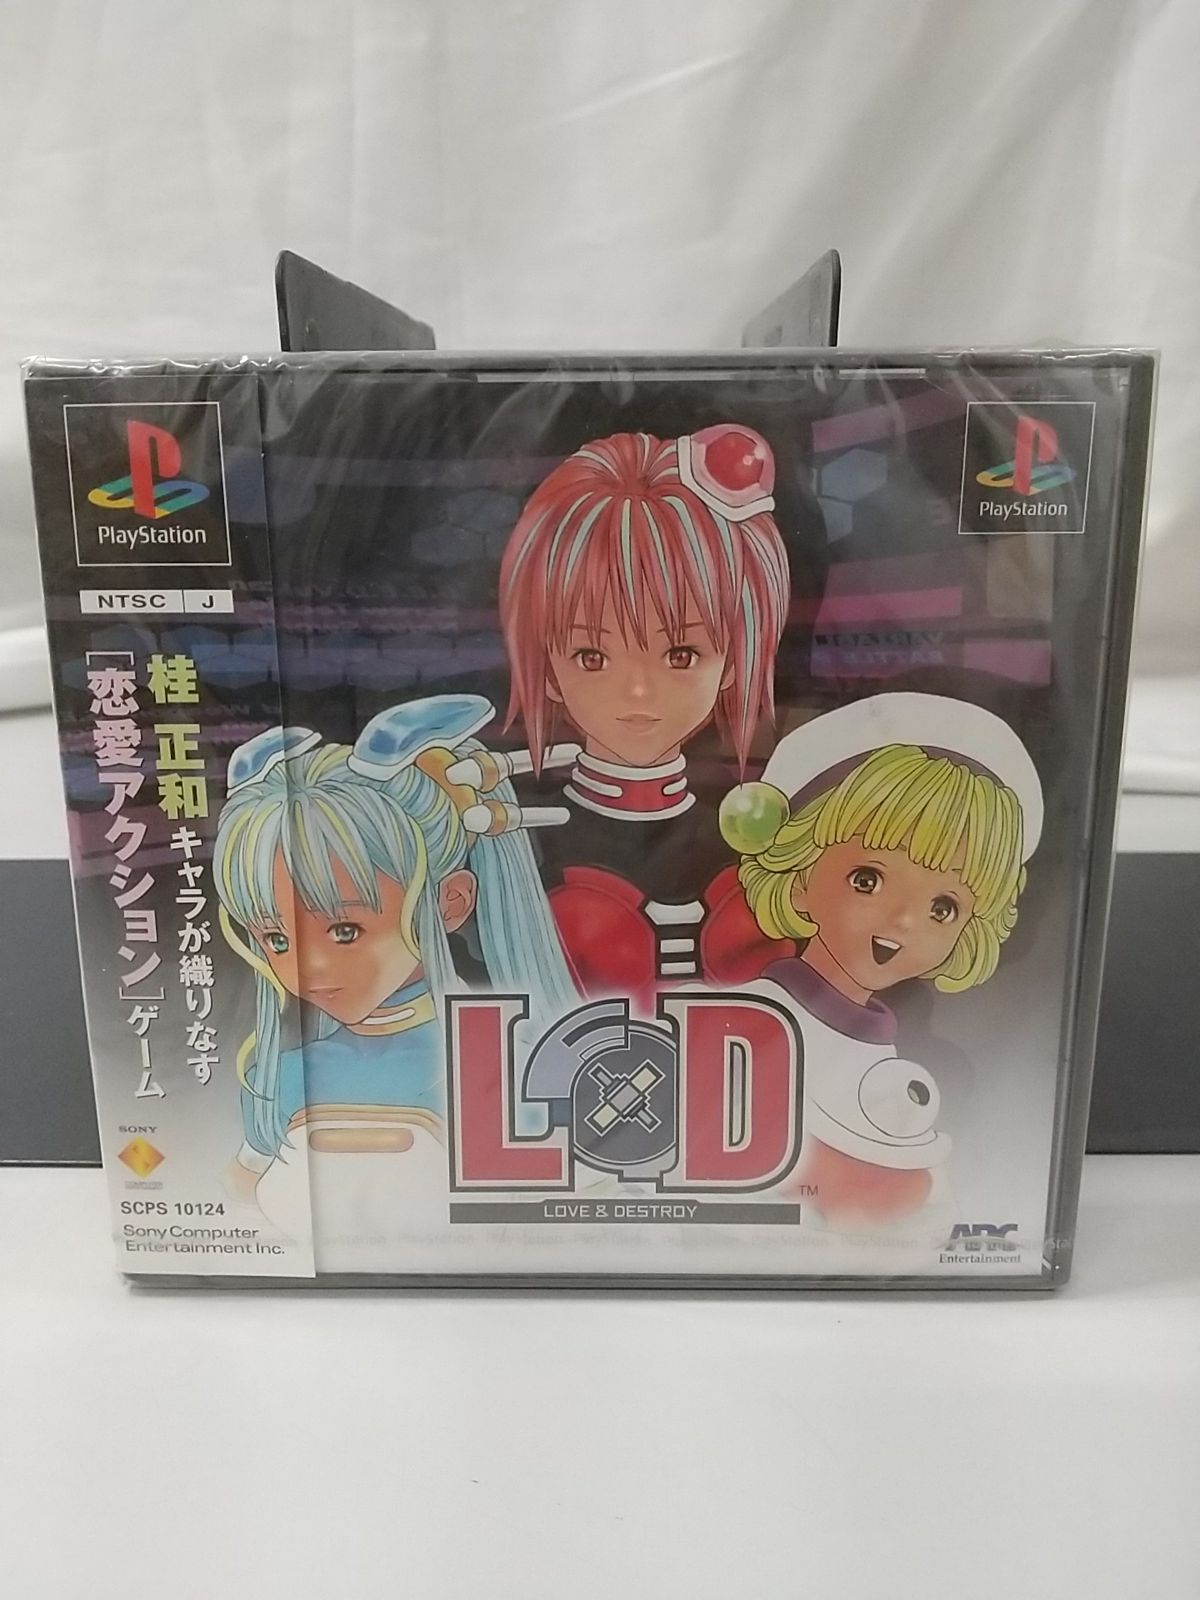 PlayStation
NTSC J
桂 正和キャラが織りなす
[恋愛アクション]ゲーム
SONY
SCPS 10124
Sony Computer
Entertainment Inc.
PlayStation
L&D
TM
LOVE & DESTROY
ARC
Entertainment